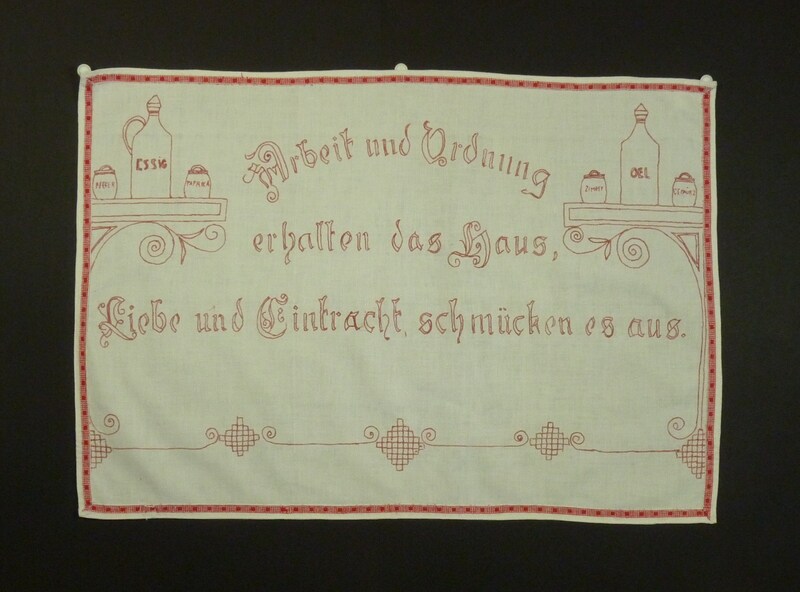 Arbeit und Ordnung
erhalten das Haus,
Liebe und Eintracht, schmücken es aus.
PFEFFER
ESSIG
PAPRIKA
ZIMMET
OEL